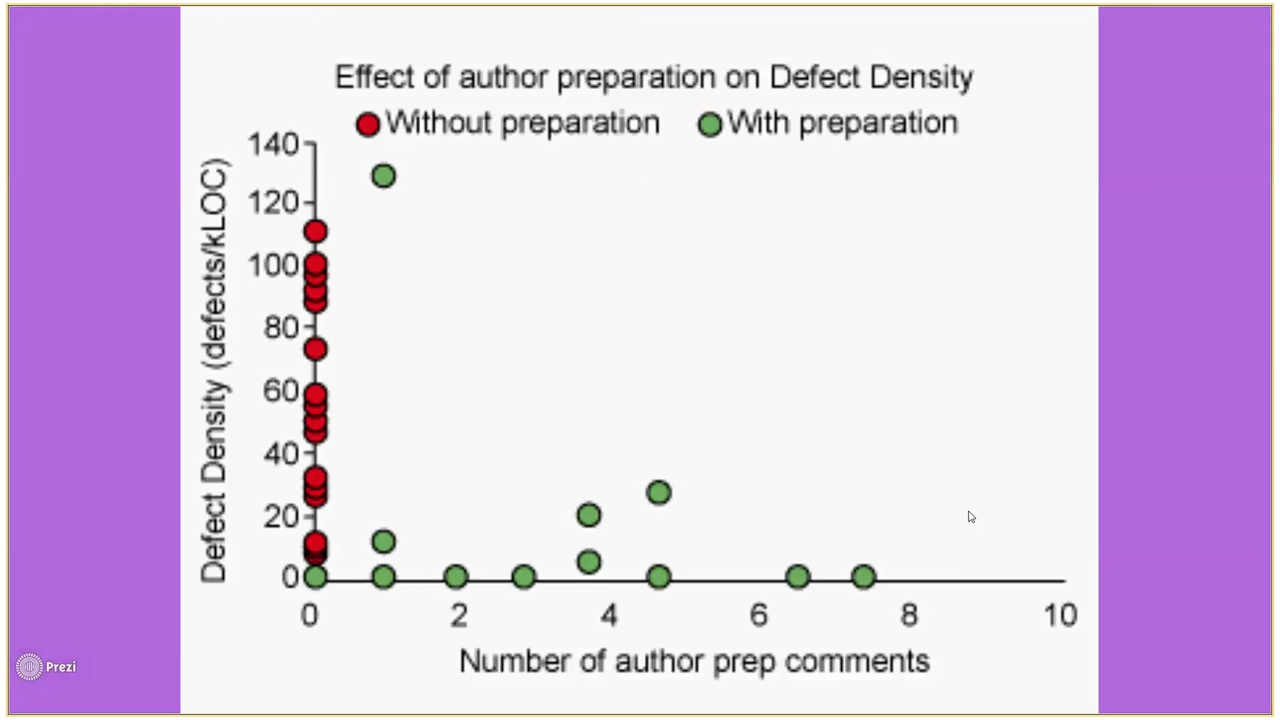 Effect of author preparation on Defect Density
Without preparation With preparation
140
120
100
80
60
40
20
0
Defect Density (defects/kLOC)
0 2 4 6 8 10
Number of author prep comments
Prezi